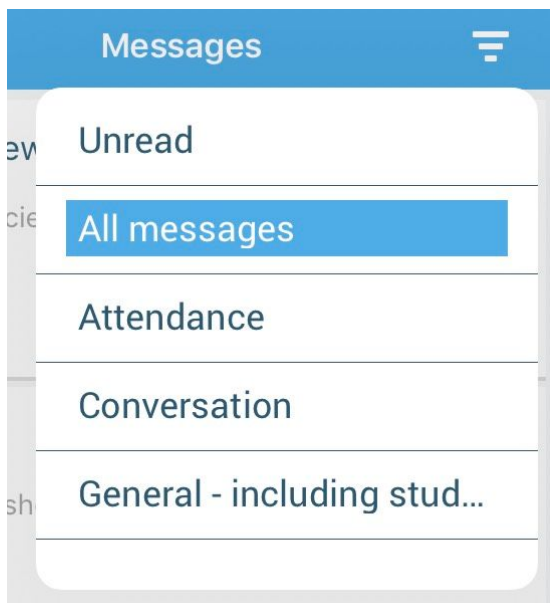 Messages
Unread
All messages
Attendance
Conversation
General - including stud...